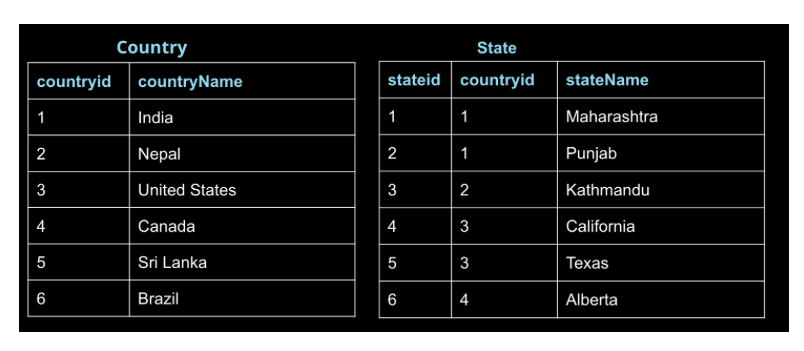 Country
countryid countryName
1 India
2 Nepal
3 United States
4 Canada
5 Sri Lanka
6 Brazil
State
stateid countryid stateName
1 1 Maharashtra
2 1 Punjab
3 2 Kathmandu
4 3 California
5 3 Texas
6 4 Alberta